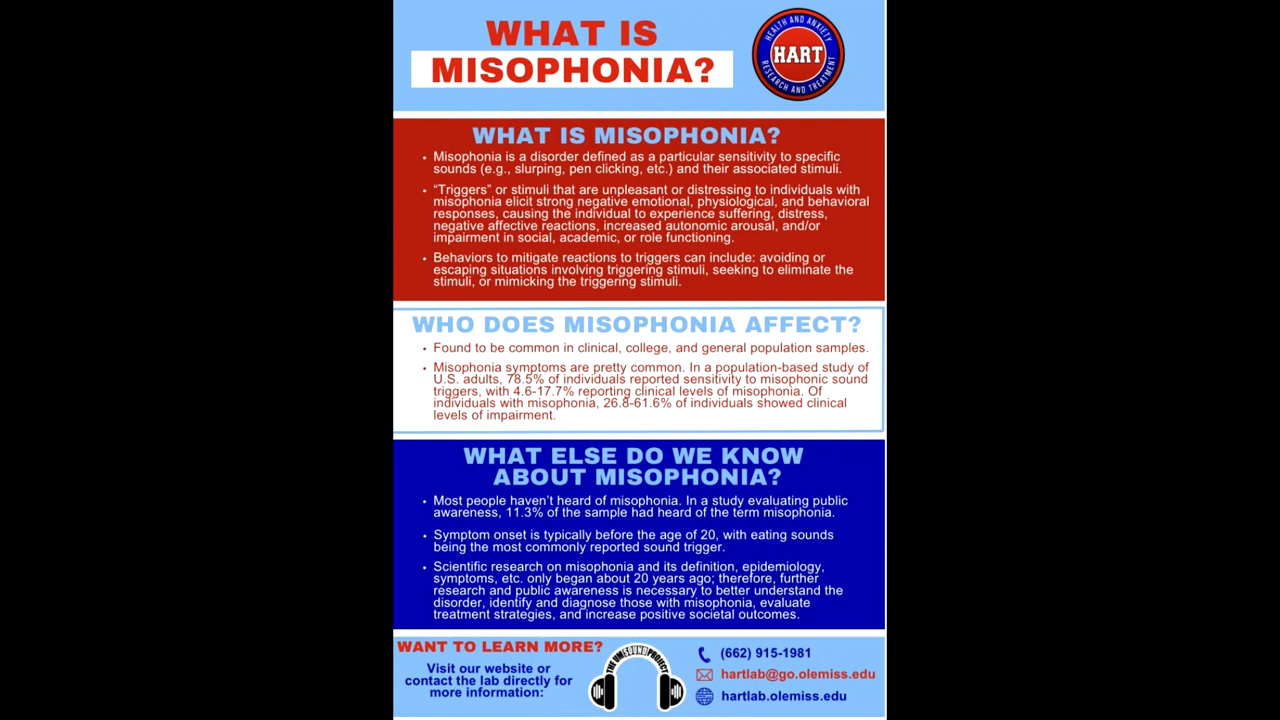 WHAT IS
MISOPHONIA?
HEALTH AND ANXIETY
HART
RESEARCH AND TREATMENT
WHAT IS MISOPHONIA?
• Misophonia is a disorder defined as a particular sensitivity to specific
sounds (e.g., slurping, pen clicking, etc.) and their associated stimuli.
• “Triggers” or stimuli that are unpleasant or distressing to individuals with
misophonia elicit strong negative emotional, physiological, and behavioral
responses, causing the individual to experience suffering, distress,
negative affective reactions, increased autonomic arousal, and/or
impairment in social, academic, or role functioning.
• Behaviors to mitigate reactions to triggers can include: avoiding or
escaping situations involving triggering stimuli, seeking to eliminate the
stimuli, or mimicking the triggering stimuli.
WHO DOES MISOPHONIA AFFECT?
• Found to be common in clinical, college, and general population samples.
• Misophonia symptoms are pretty common. In a population-based study of
U.S. adults, 78.5% of individuals reported sensitivity to misophonic sound
triggers, with 4.6-17.7% reporting clinical levels of misophonia. Of
individuals with misophonia, 26.8-61.6% of individuals showed clinical
levels of impairment.
WHAT ELSE DO WE KNOW
ABOUT MISOPHONIA?
• Most people haven’t heard of misophonia. In a study evaluating public
awareness, 11.3% of the sample had heard of the term misophonia.
• Symptom onset is typically before the age of 20, with eating sounds
being the most commonly reported sound trigger.
• Scientific research on misophonia and its definition, epidemiology,
symptoms, etc. only began about 20 years ago; therefore, further
research and public awareness is necessary to better understand the
disorder, identify and diagnose those with misophonia, evaluate
treatment strategies, and increase positive societal outcomes.
WANT TO LEARN MORE?
Visit our website or
contact the lab directly for
more information:
THE UMSOUNDPROJECT
(662) 915-1981
hartlab@go.olemiss.edu
hartlab.olemiss.edu